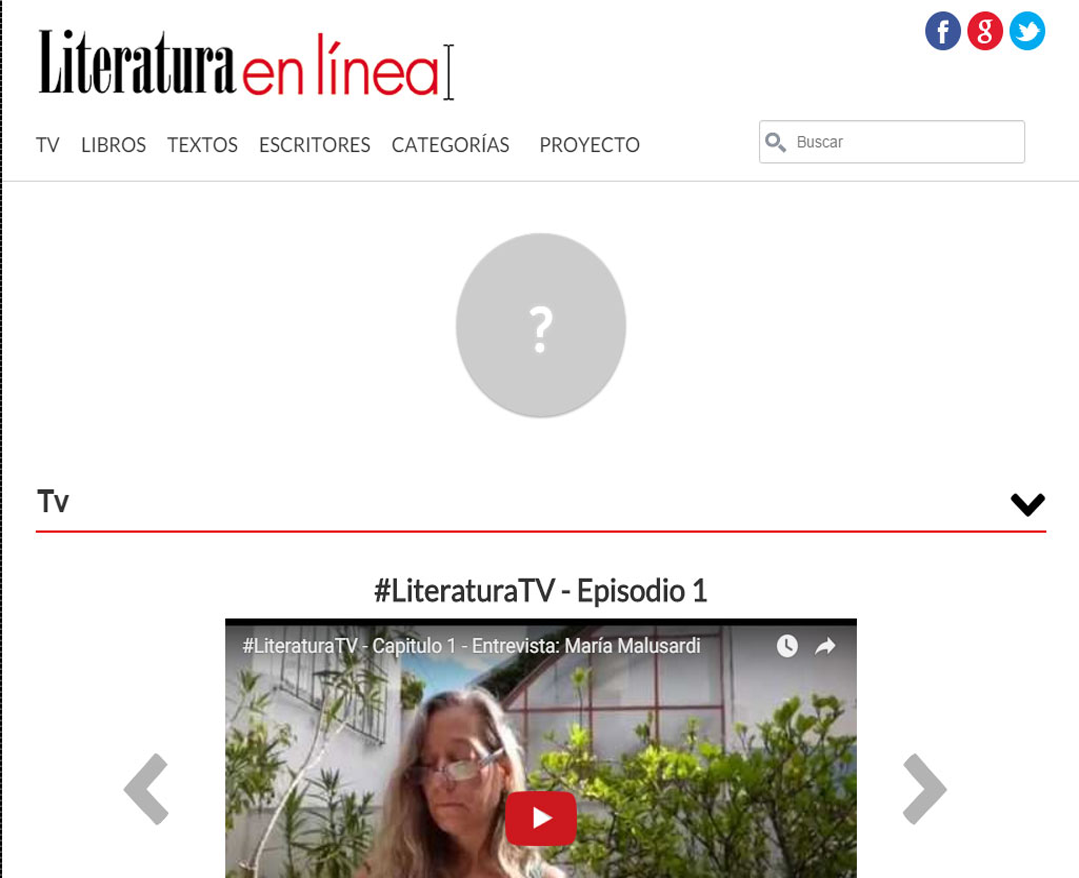 Literatura en línea
TV LIBROS TEXTOS ESCRITORES CATEGORÍAS PROYECTO
Buscar
?
Tv
#LiteraturaTV - Episodio 1
#LiteraturaTV - Capitulo 1 - Entrevista: María Malusardi